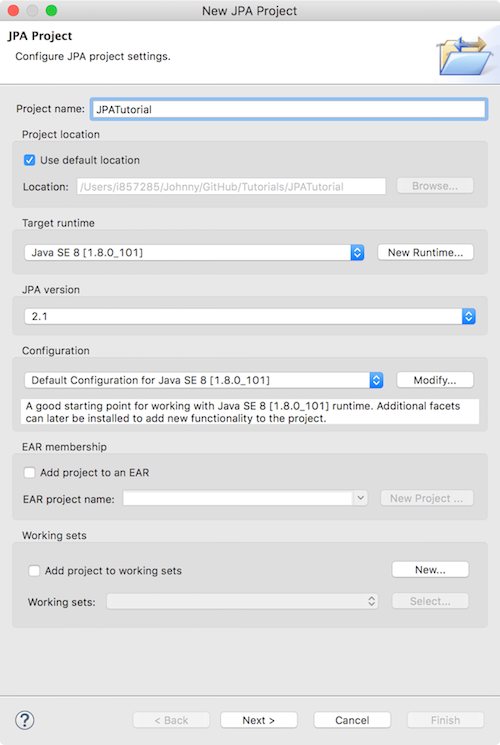 New JPA Project
JPA Project
Configure JPA project settings.
Project name: JPATutorial
Project location
Use default location
Location: /Users/i857285/Johnny/GitHub/Tutorials/JPATutorial Browse...
Target runtime
Java SE 8 [1.8.0_101] New Runtime...
JPA version
2.1
Configuration
Default Configuration for Java SE 8 [1.8.0_101] Modify...
A good starting point for working with Java SE 8 [1.8.0_101] runtime. Additional facets
can later be installed to add new functionality to the project.
EAR membership
Add project to an EAR
EAR project name: New Project ...
Working sets
Add project to working sets New...
Working sets: Select...
? < Back Next > Cancel Finish